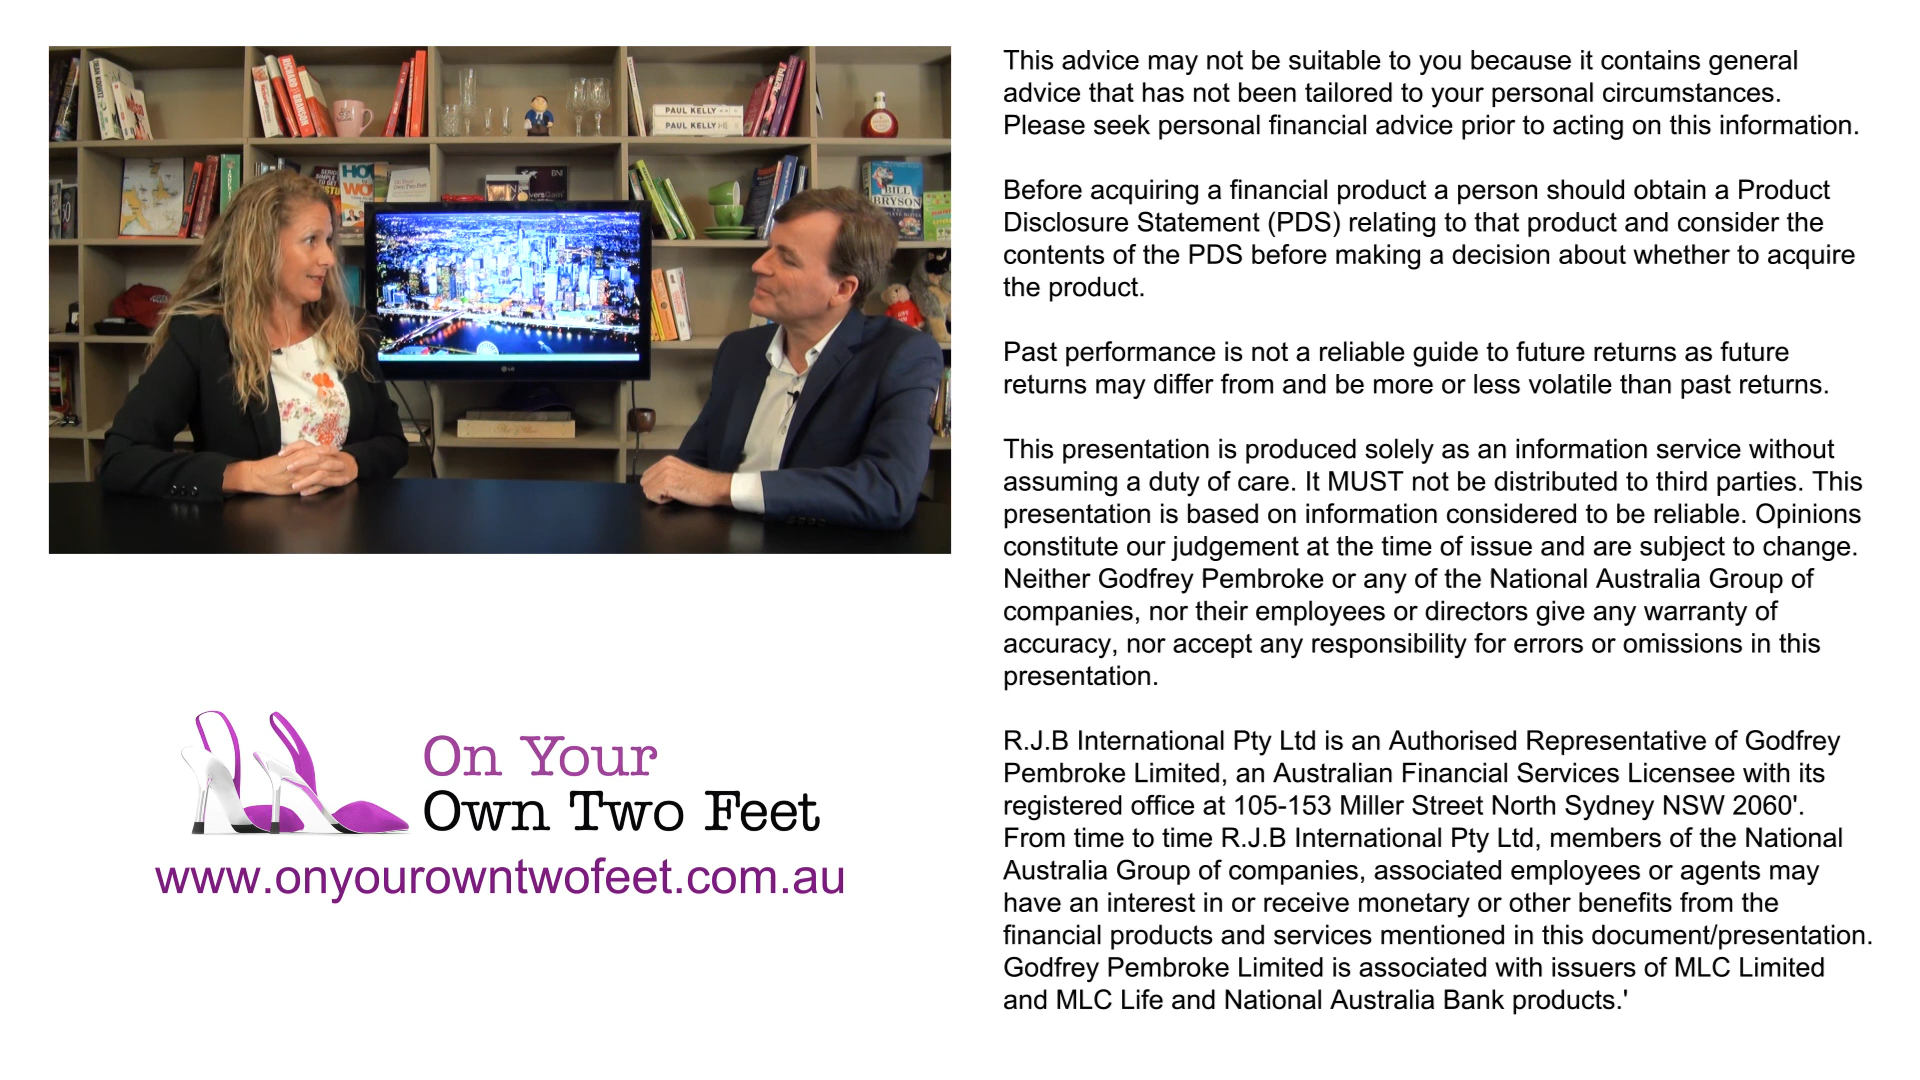 RICHARD BRANSON
PAUL KELLY
PAUL KELLY
BNI
HO
WO
Own Two Feet
BILL
BRYSON
LG
On Your
Own Two Feet
www.onyourowntwofeet.com.au
This advice may not be suitable to you because it contains general
advice that has not been tailored to your personal circumstances.
Please seek personal financial advice prior to acting on this information.
Before acquiring a financial product a person should obtain a Product
Disclosure Statement (PDS) relating to that product and consider the
contents of the PDS before making a decision about whether to acquire
the product.
Past performance is not a reliable guide to future returns as future
returns may differ from and be more or less volatile than past returns.
This presentation is produced solely as an information service without
assuming a duty of care. It MUST not be distributed to third parties. This
presentation is based on information considered to be reliable. Opinions
constitute our judgement at the time of issue and are subject to change.
Neither Godfrey Pembroke or any of the National Australia Group of
companies, nor their employees or directors give any warranty of
accuracy, nor accept any responsibility for errors or omissions in this
presentation.
R.J.B International Pty Ltd is an Authorised Representative of Godfrey
Pembroke Limited, an Australian Financial Services Licensee with its
registered office at 105-153 Miller Street North Sydney NSW 2060'.
From time to time R.J.B International Pty Ltd, members of the National
Australia Group of companies, associated employees or agents may
have an interest in or receive monetary or other benefits from the
financial products and services mentioned in this document/presentation.
Godfrey Pembroke Limited is associated with issuers of MLC Limited
and MLC Life and National Australia Bank products.'